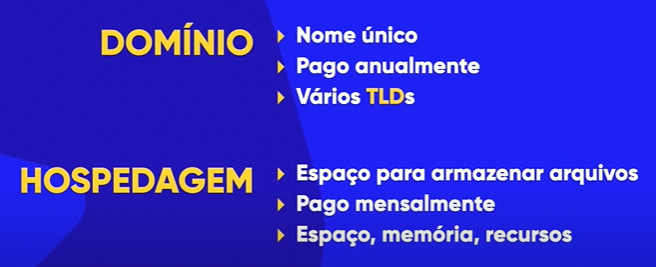 DOMÍNIO
Nome único
Pago anualmente
Vários TLDs
HOSPEDAGEM
Espaço para armazenar arquivos
Pago mensalmente
Espaço, memória, recursos